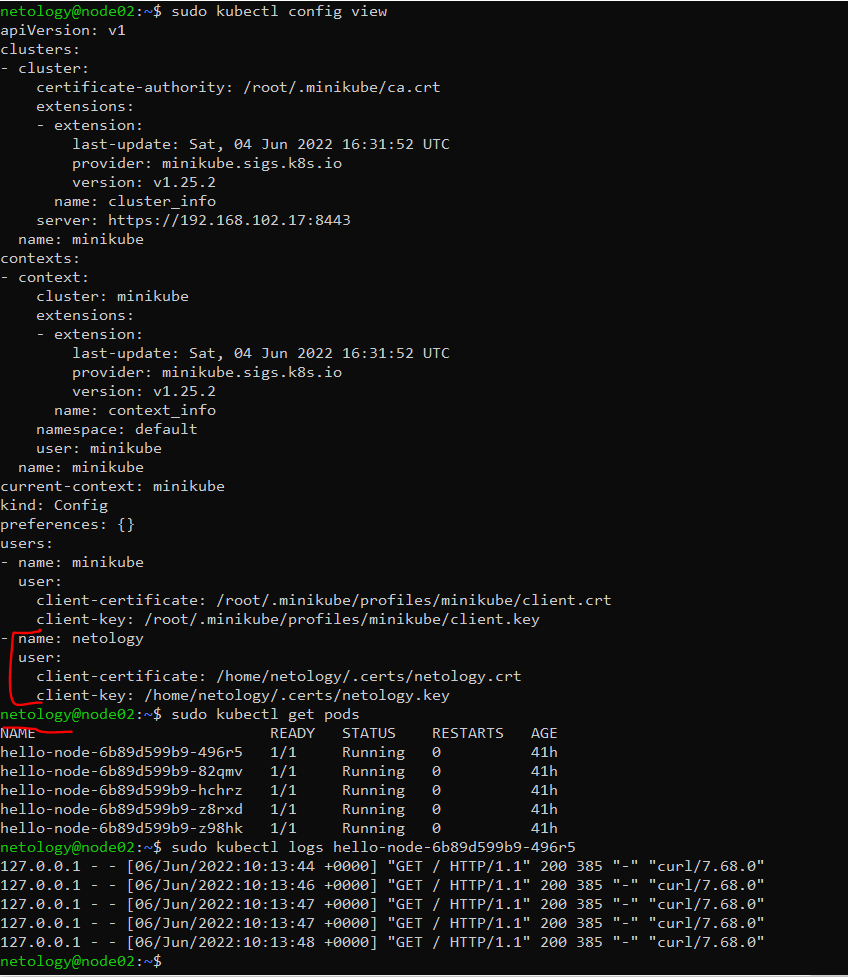 netology@node02:~$ sudo kubectl config view
apiVersion: v1
clusters:
- cluster:
    certificate-authority: /root/.minikube/ca.crt
    extensions:
    - extension:
        last-update: Sat, 04 Jun 2022 16:31:52 UTC
        provider: minikube.sigs.k8s.io
        version: v1.25.2
      name: cluster_info
    server: https://192.168.102.17:8443
  name: minikube
contexts:
- context:
    cluster: minikube
    extensions:
    - extension:
        last-update: Sat, 04 Jun 2022 16:31:52 UTC
        provider: minikube.sigs.k8s.io
        version: v1.25.2
      name: context_info
    namespace: default
    user: minikube
  name: minikube
current-context: minikube
kind: Config
preferences: {}
users:
- name: minikube
  user:
    client-certificate: /root/.minikube/profiles/minikube/client.crt
    client-key: /root/.minikube/profiles/minikube/client.key
- name: netology
  user:
    client-certificate: /home/netology/.certs/netology.crt
    client-key: /home/netology/.certs/netology.key
netology@node02:~$ sudo kubectl get pods
NAME                          READY   STATUS    RESTARTS   AGE
hello-node-6b89d599b9-496r5   1/1     Running   0          41h
hello-node-6b89d599b9-82qmv   1/1     Running   0          41h
hello-node-6b89d599b9-hchrz   1/1     Running   0          41h
hello-node-6b89d599b9-z8rxd   1/1     Running   0          41h
hello-node-6b89d599b9-z98hk   1/1     Running   0          41h
netology@node02:~$ sudo kubectl logs hello-node-6b89d599b9-496r5
127.0.0.1 - - [06/Jun/2022:10:13:44 +0000] "GET / HTTP/1.1" 200 385 "-" "curl/7.68.0"
127.0.0.1 - - [06/Jun/2022:10:13:46 +0000] "GET / HTTP/1.1" 200 385 "-" "curl/7.68.0"
127.0.0.1 - - [06/Jun/2022:10:13:47 +0000] "GET / HTTP/1.1" 200 385 "-" "curl/7.68.0"
127.0.0.1 - - [06/Jun/2022:10:13:47 +0000] "GET / HTTP/1.1" 200 385 "-" "curl/7.68.0"
127.0.0.1 - - [06/Jun/2022:10:13:48 +0000] "GET / HTTP/1.1" 200 385 "-" "curl/7.68.0"
netology@node02:~$